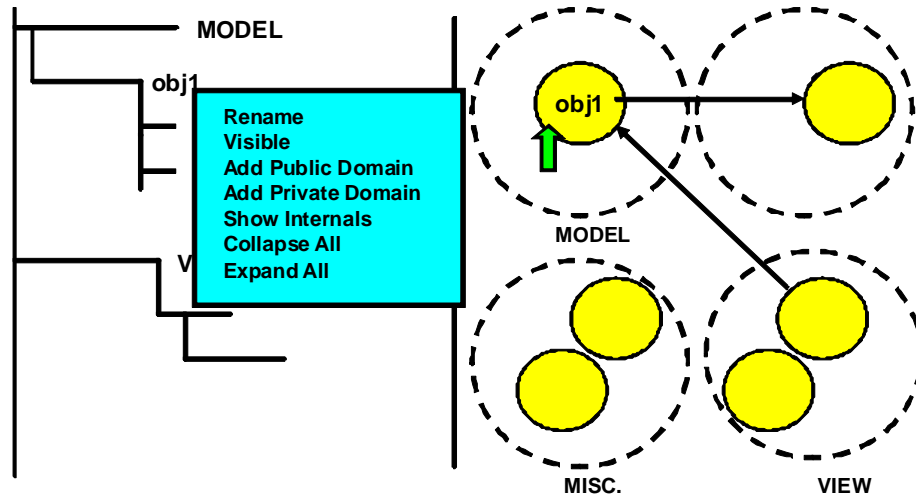 MODEL
obj1
Rename
Visible
Add Public Domain
Add Private Domain
Show Internals
Collapse All
Expand All
V
obj1
MODEL
MISC.
VIEW